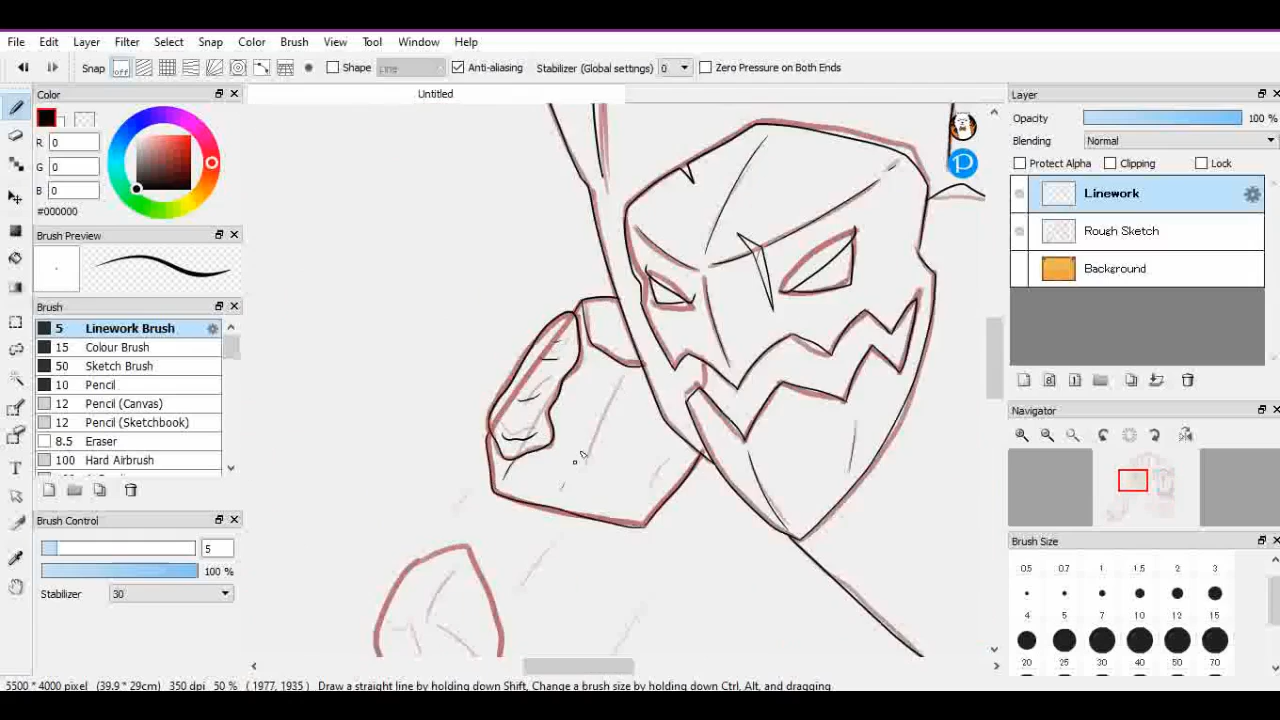 File Edit Layer Filter Select Snap Color Brush View Tool Window Help
Snap off Shape Line Anti-aliasing Stabilizer (Global settings) 0 Zero Pressure on Both Ends
Color
Untitled
Layer
R 0
G 0
B 0
#000000
Opacity 100 %
Blending Normal
Protect Alpha Clipping Lock
Linework
Rough Sketch
Background
Brush Preview
Brush
5 Linework Brush
15 Colour Brush
50 Sketch Brush
10 Pencil
12 Pencil (Canvas)
12 Pencil (Sketchbook)
8.5 Eraser
100 Hard Airbrush
Navigator
Brush Control
5
100 %
Stabilizer 30
Brush Size
0.5 0.7 1 1.5 2 3
4 5 7 10 12 15
20 25 30 40 50 70
5500 * 4000 pixel (39.9 * 29cm) 350 dpi 50 % ( 1977, 1935 ) Draw a straight line by holding down Shift, Change a brush size by holding down Ctrl, Alt, and dragging